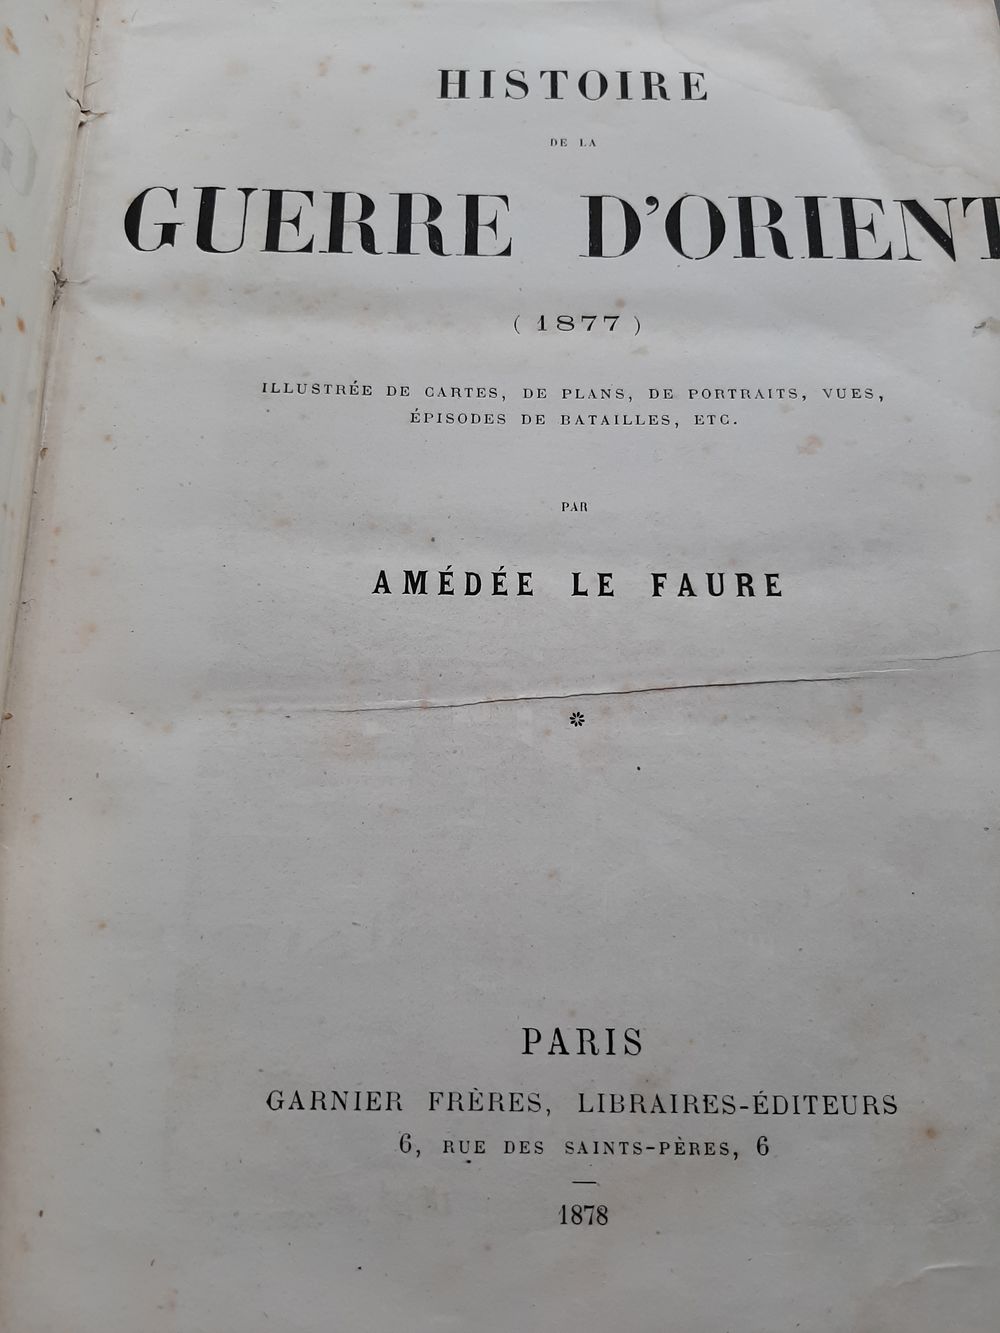 HISTOIRE
DE LA
GUERRE D'ORIENT
(1877)
ILLUSTRÉE DE CARTES, DE PLANS, DE PORTRAITS, VUES,
ÉPISODES DE BATAILLES, ETC.
PAR
AMÉDÉE LE FAURE
*
PARIS
GARNIER FRÈRES, LIBRAIRES-ÉDITEURS
6, RUE DES SAINTS-PÈRES, 6
1878